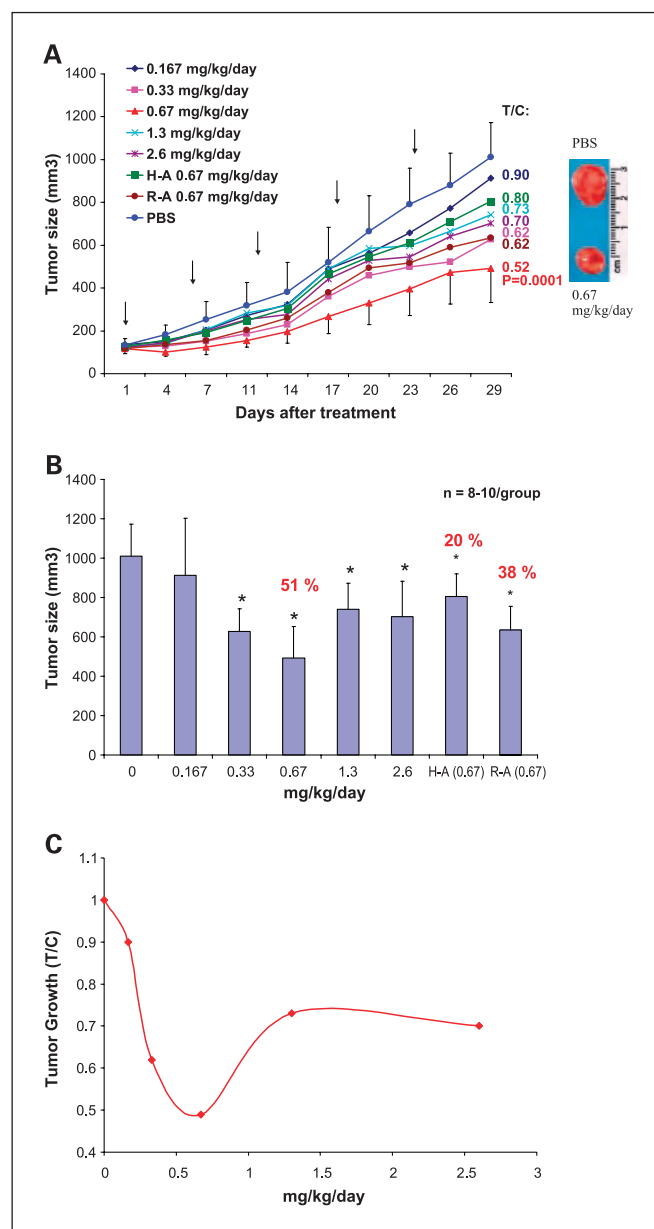 A
1400
1200
1000
800
600
400
200
0
Tumor size (mm3)
0.167 mg/kg/day
0.33 mg/kg/day
0.67 mg/kg/day
1.3 mg/kg/day
2.6 mg/kg/day
H-A 0.67 mg/kg/day
R-A 0.67 mg/kg/day
PBS
T/C:
0.90
0.80
0.73
0.70
0.62
0.62
0.52
P=0.0001
1 4 7 11 14 17 20 23 26 29
Days after treatment
PBS
3
2
1
cm
0.67
mg/kg/day
B
1400
1200
1000
800
600
400
200
0
Tumor size (mm3)
n = 8-10/group
51 %
20 %
38 %
* * * * * *
0 0.167 0.33 0.67 1.3 2.6 H-A (0.67) R-A (0.67)
mg/kg/day
C
1.1
1
0.9
0.8
0.7
0.6
0.5
0.4
Tumor Growth (T/C)
0 0.5 1 1.5 2 2.5 3
mg/kg/day